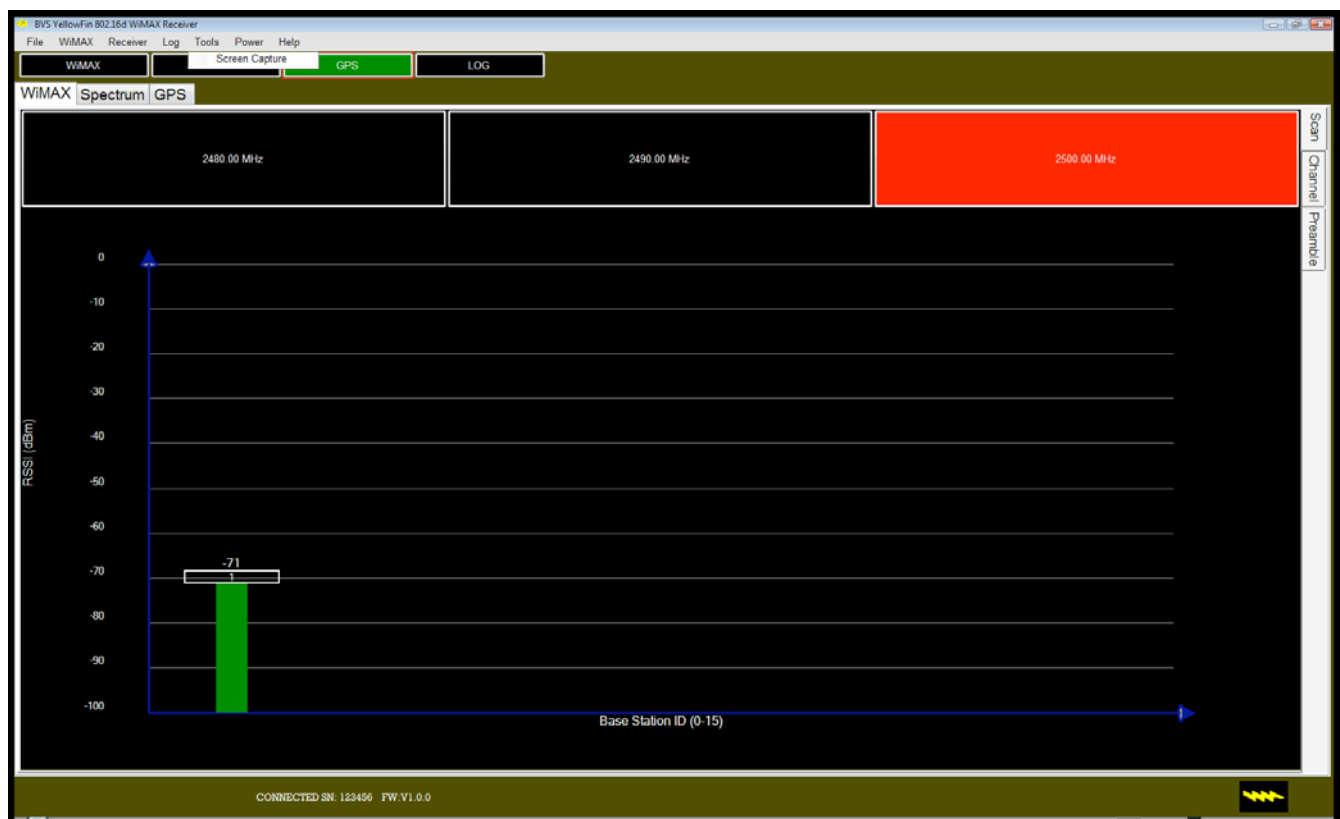 BVS YellowFin 802.16d WiMAX Receiver
File WiMAX Receiver Log Tools Power Help
Screen Capture
WiMAX GPS LOG
WiMAX Spectrum GPS
2480.00 MHz 2490.00 MHz 2500.00 MHz
Scan
Channel
Preamble
0
-10
-20
-30
-40
-50
-60
-70
-80
-90
-100
RSSI (dBm)
-71
1
Base Station ID (0-15)
1
CONNECTED SN: 123456 FW:V1.0.0